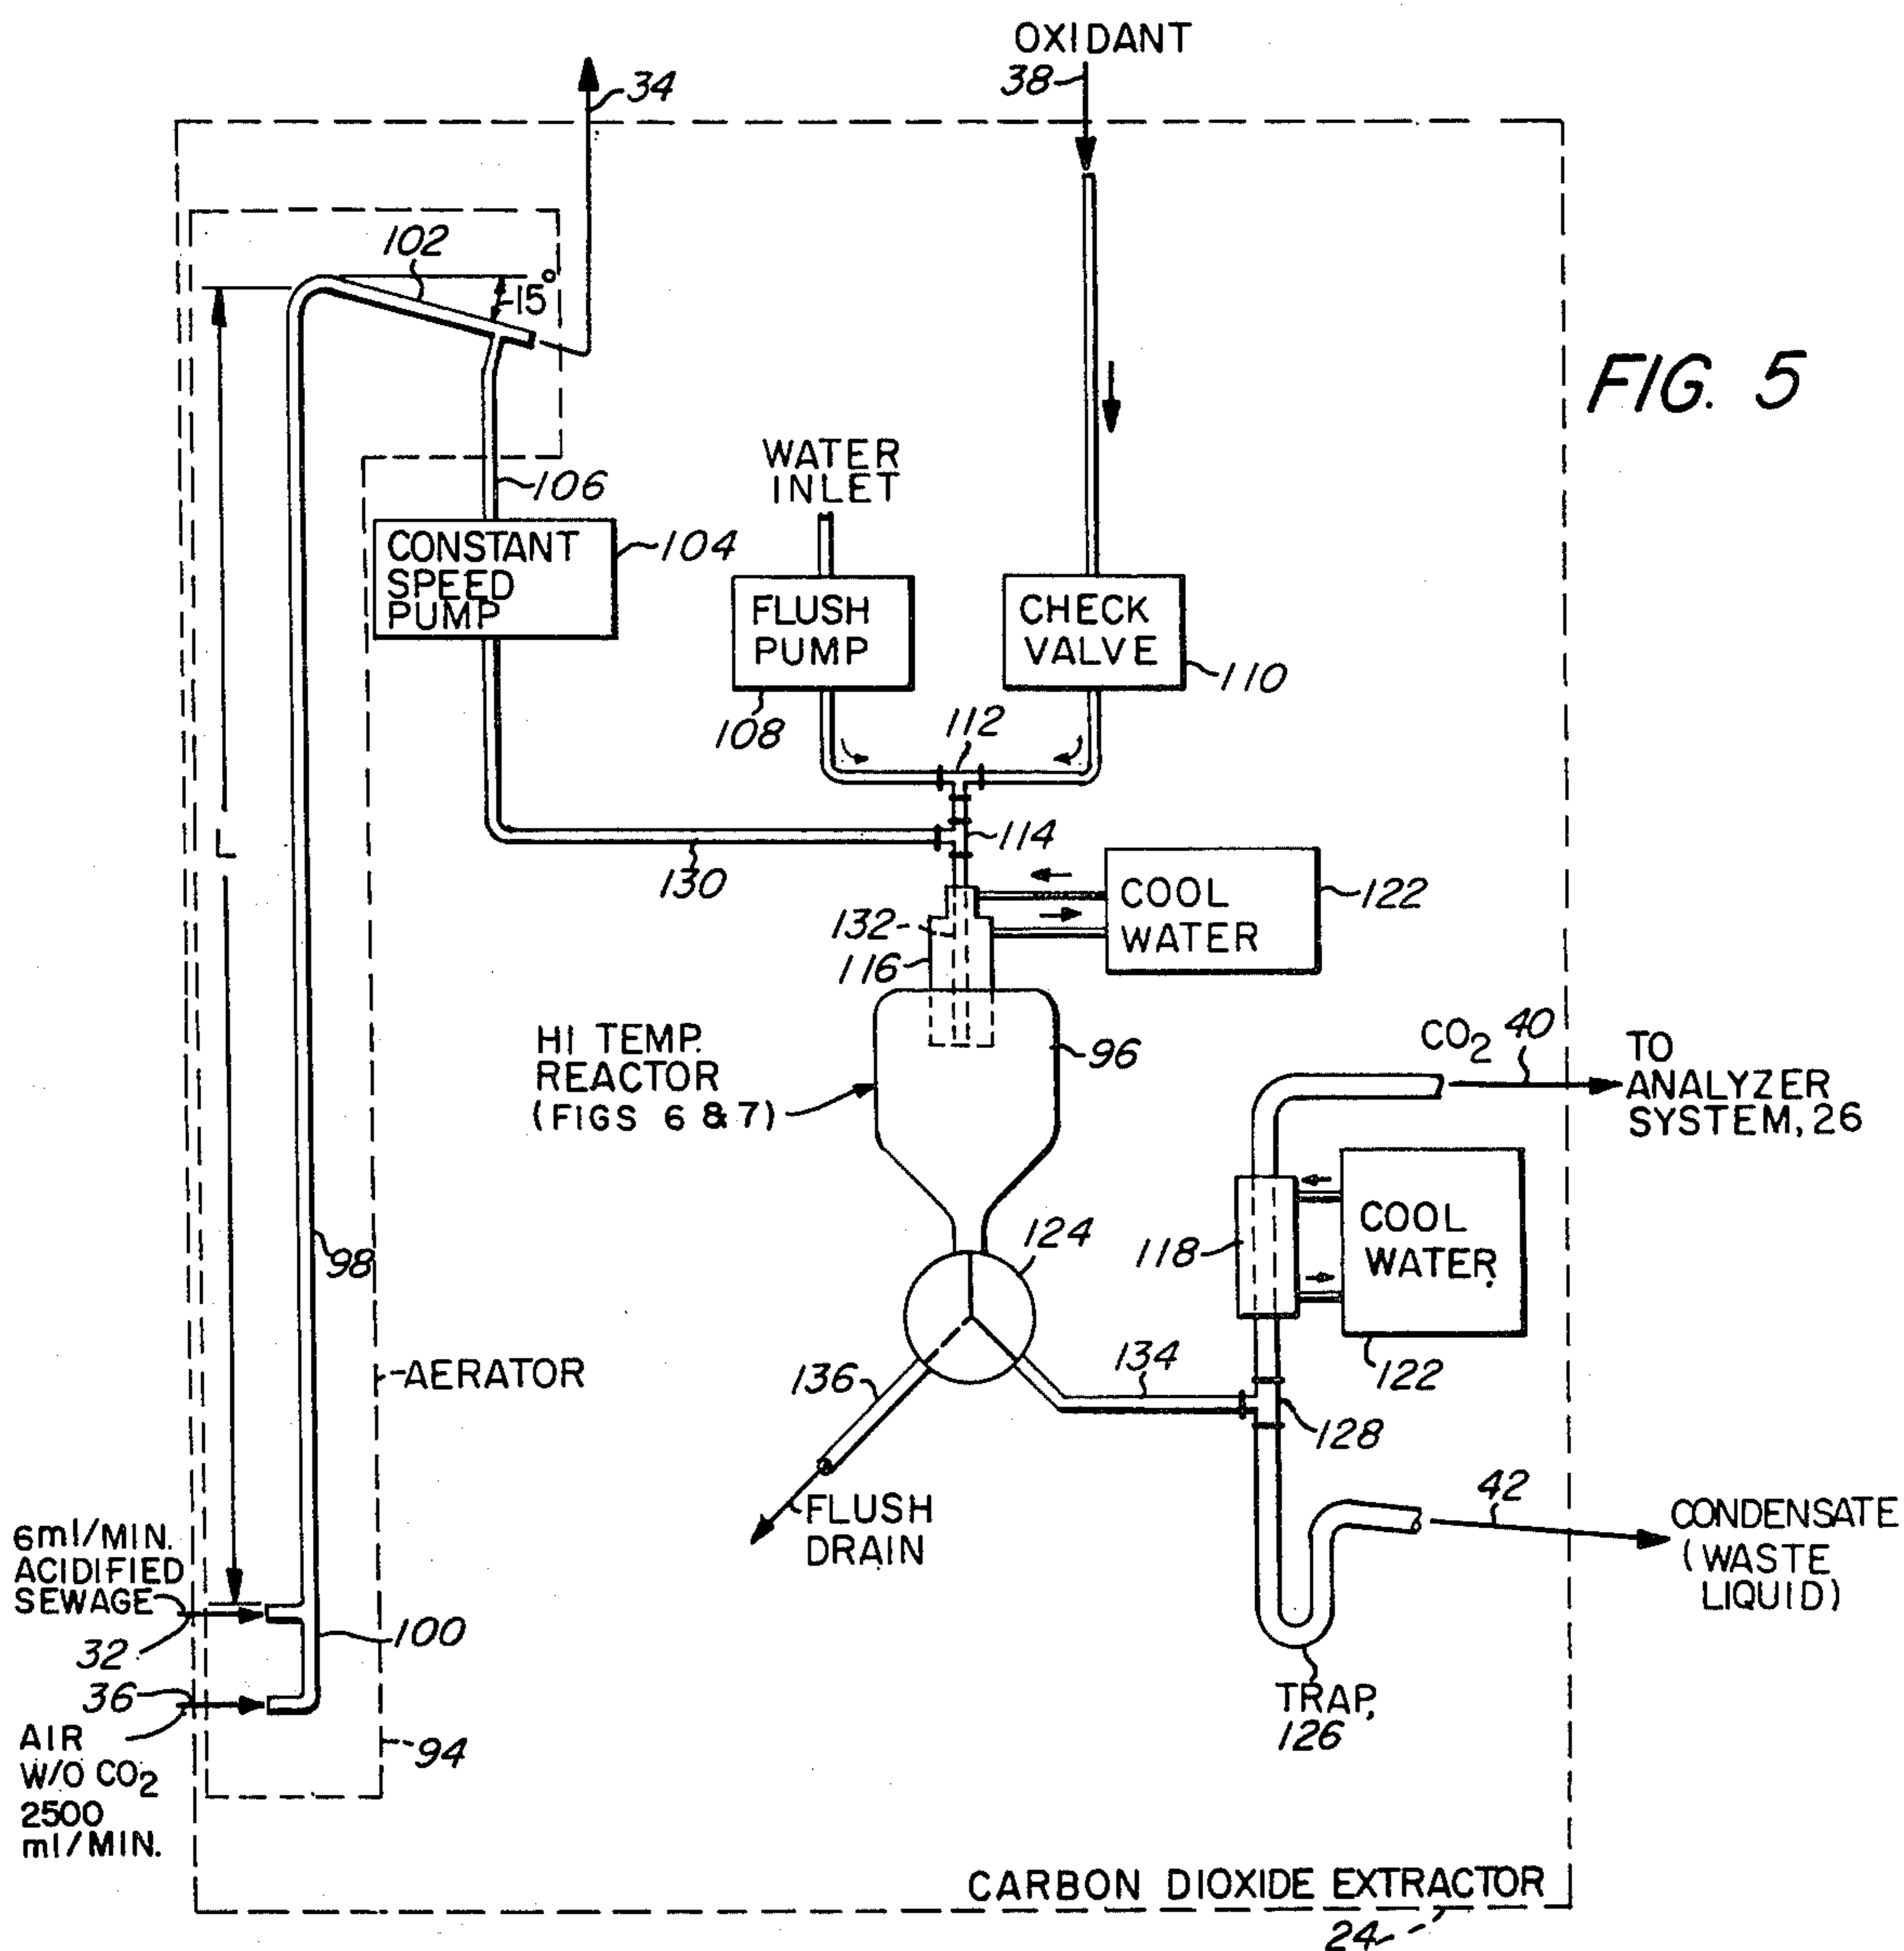 OXIDANT
38
34
102
15°
FIG. 5
WATER
INLET
106
CONSTANT
SPEED
PUMP
104
FLUSH
PUMP
CHECK
VALVE
110
108
112
L
114
130
COOL
WATER
122
132
116
HI TEMP.
REACTOR
(FIGS 6 & 7)
96
CO2 40
TO
ANALYZER
SYSTEM, 26
98
124
118
COOL
WATER
122
AERATOR
136
134
128
FLUSH
DRAIN
42
CONDENSATE
(WASTE
LIQUID)
6ml/MIN.
ACIDIFIED
SEWAGE
32
100
36
AIR
W/O CO2
2500
ml/MIN.
94
TRAP,
126
CARBON DIOXIDE EXTRACTOR
24